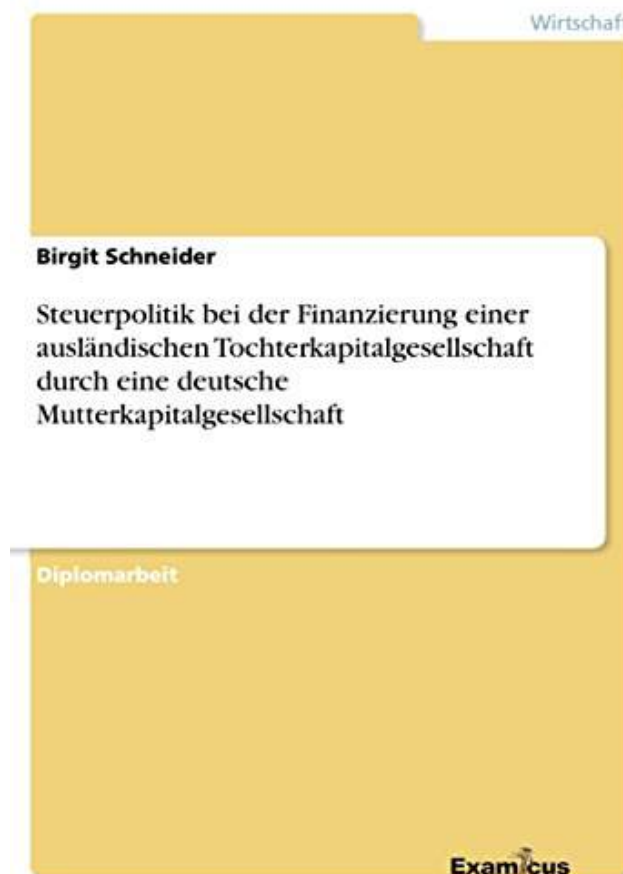 Wirtschaf
Birgit Schneider
Steuerpolitik bei der Finanzierung einer
ausländischen Tochterkapitalgesellschaft
durch eine deutsche
Mutterkapitalgesellschaft
Diplomarbeit
Examicus